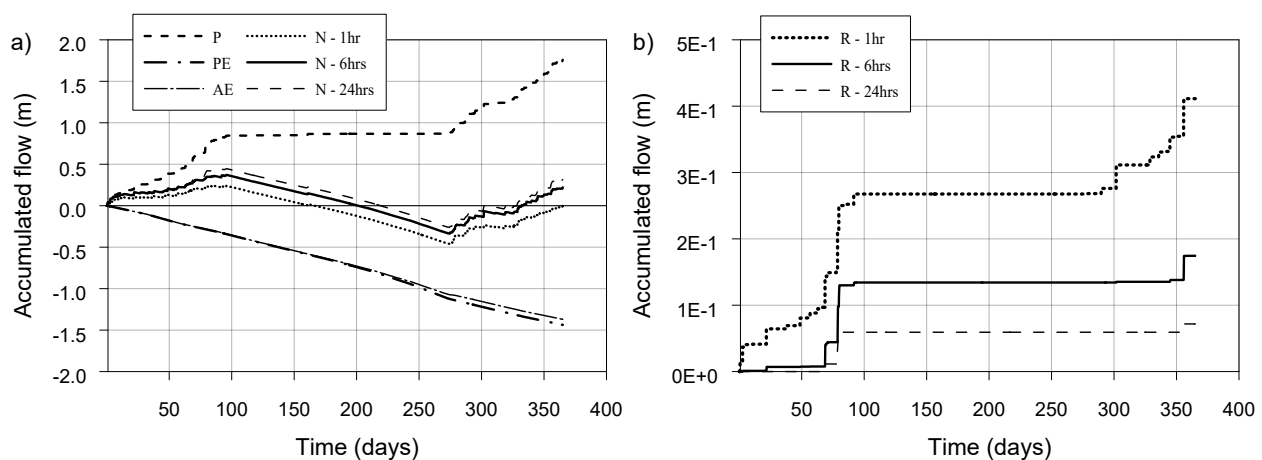 a)
P
PE
AE
N - 1hr
N - 6hrs
N - 24hrs
Accumulated flow (m)
2.0
1.5
1.0
0.5
0.0
-0.5
-1.0
-1.5
-2.0
50 100 150 200 250 300 350 400
Time (days)
b)
R - 1hr
R - 6hrs
R - 24hrs
Accumulated flow (m)
5E-1
4E-1
3E-1
2E-1
1E-1
0E+0
50 100 150 200 250 300 350 400
Time (days)